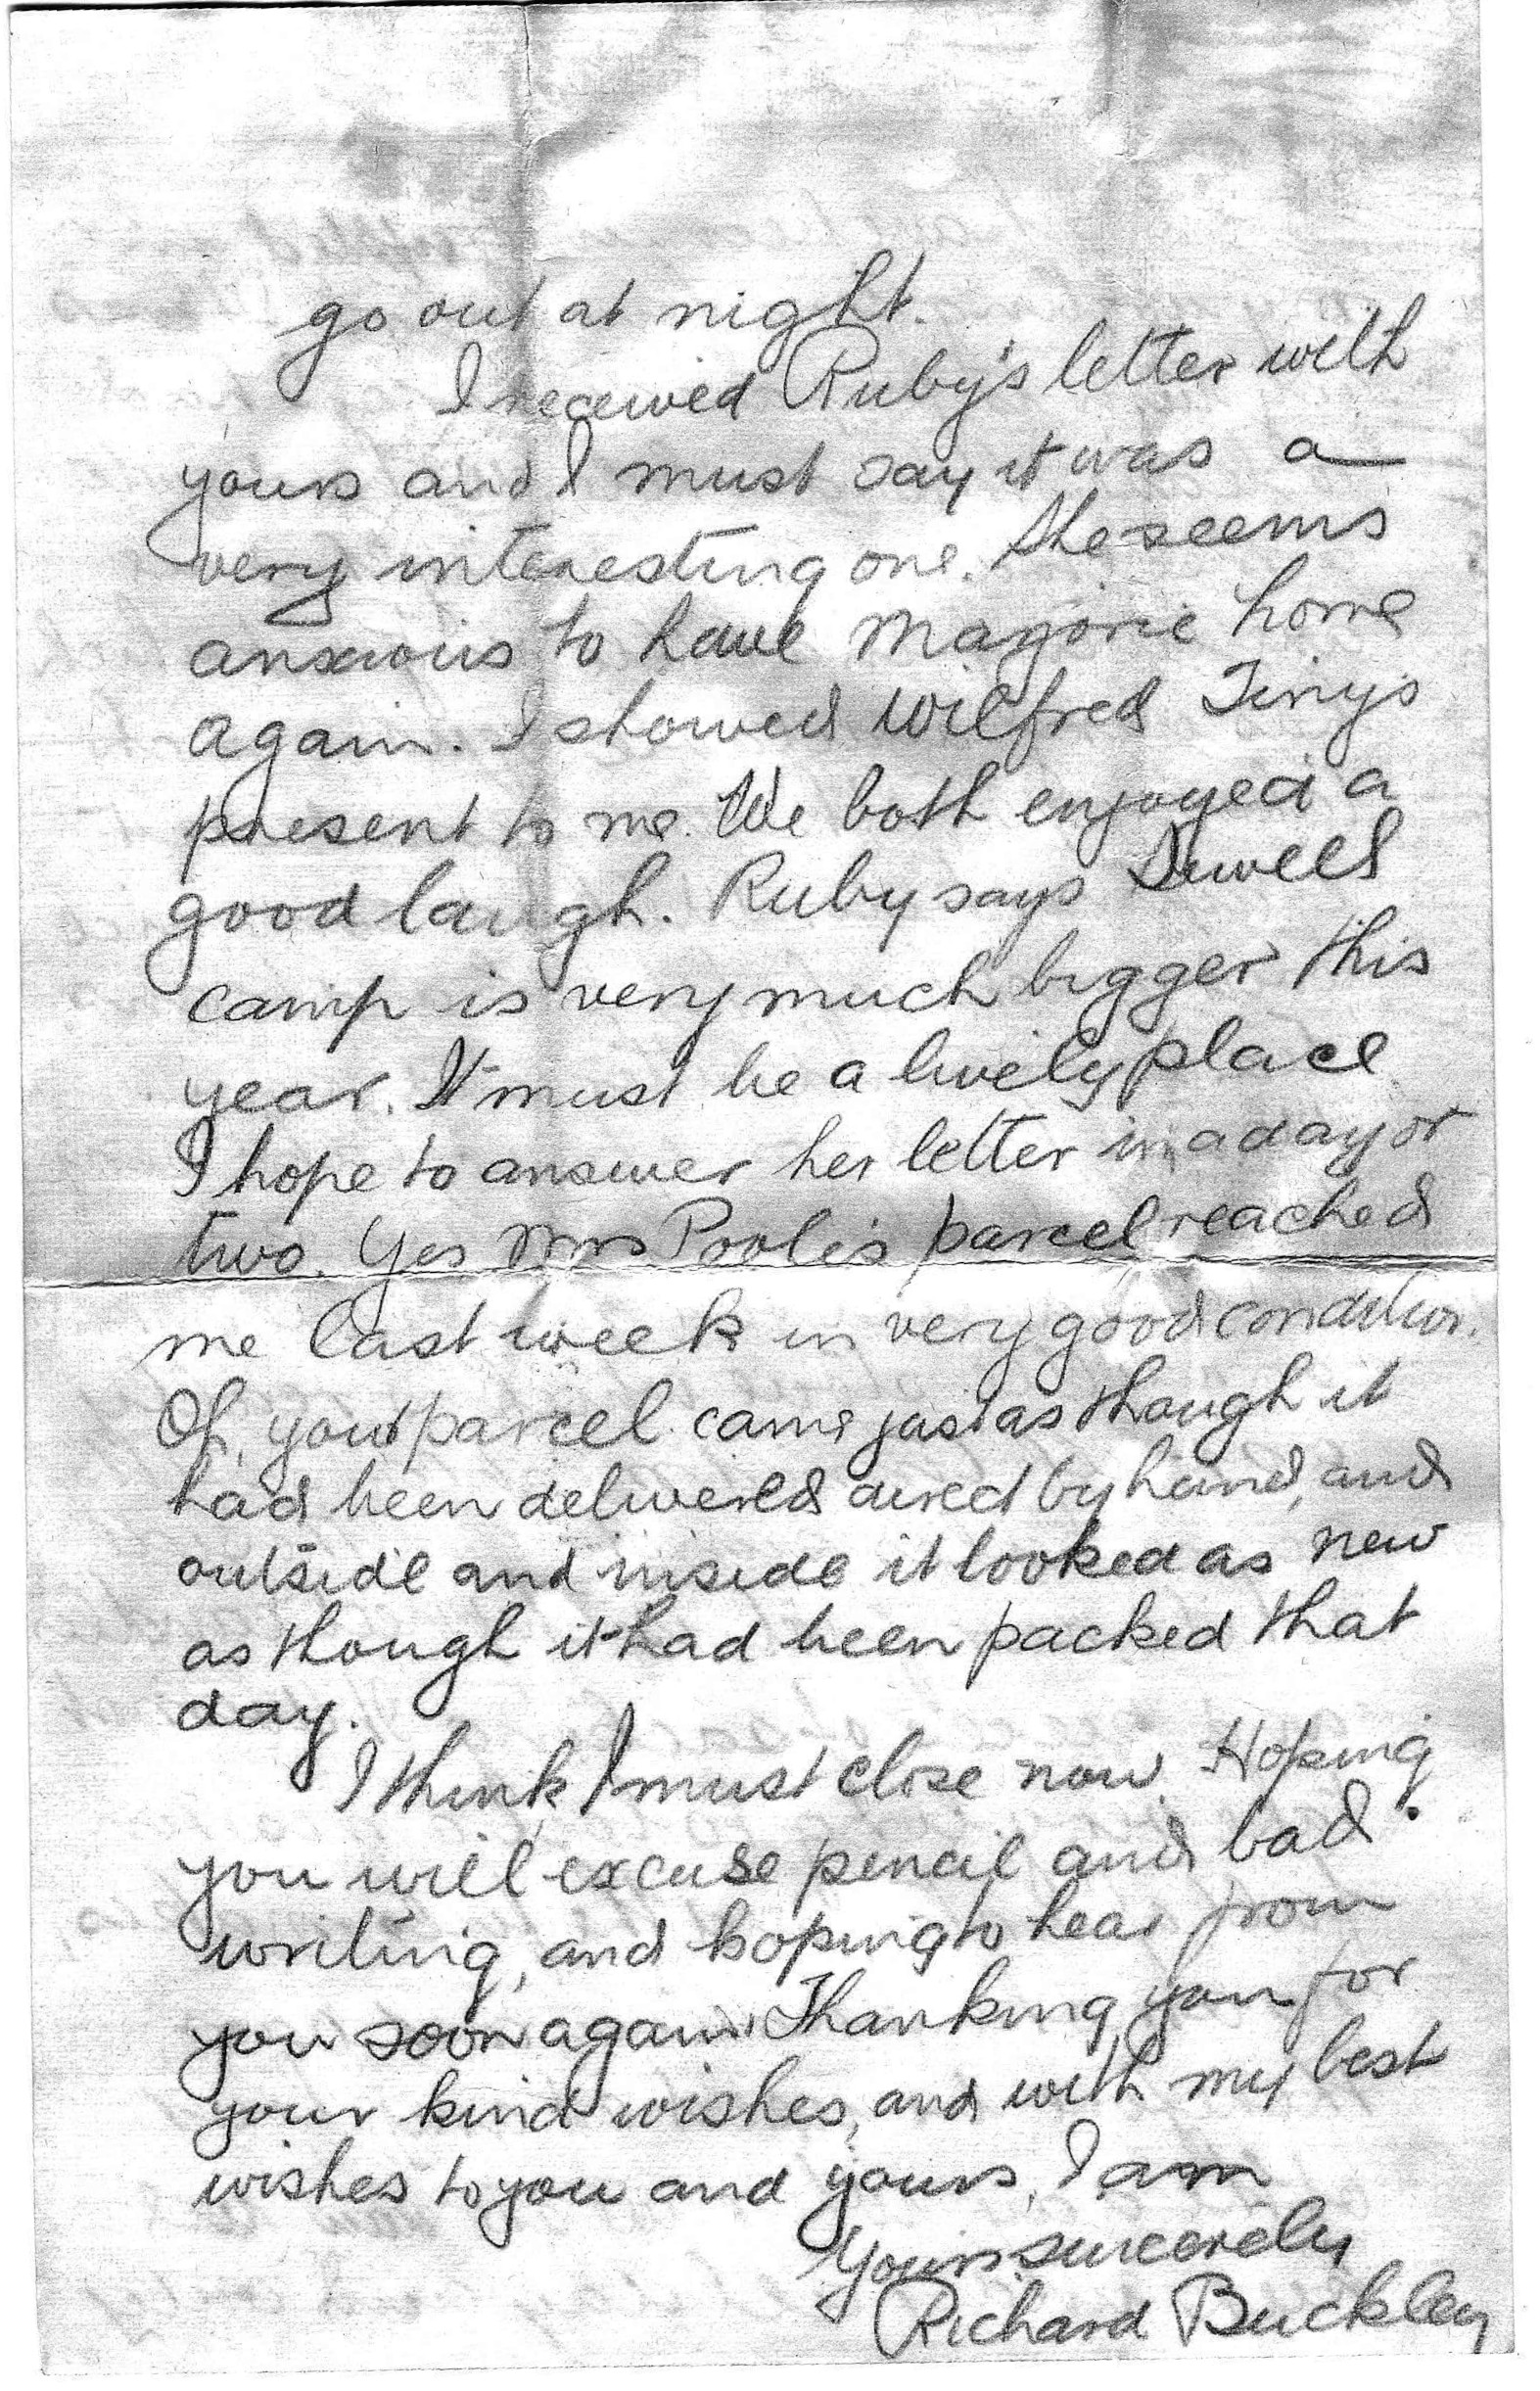 go out at night.
I received Ruby's letter with
yours and I must say it was a
very interesting one. She seems
anxious to have Marjorie home
again. I showed Wilfred Tiny's
present to me. We both enjoyed a
good laugh. Ruby says Sewell
camp is very much bigger this
year. It must be a lively place
I hope to answer her letter in a day or
two. Yes Mrs Poole's parcel reached
me last week in very good condition.
Oh, your parcel came just as though it
had been delivered direct by hand, and
outside and inside it looked as new
as though it had been packed that
day.
I think I must close now. Hoping
you will excuse pencil and bad
writing, and hoping to hear from
you soon again. Thanking you for
your kind wishes, and with my best
wishes to you and yours, I am
Yours sincerely
Richard Buckley